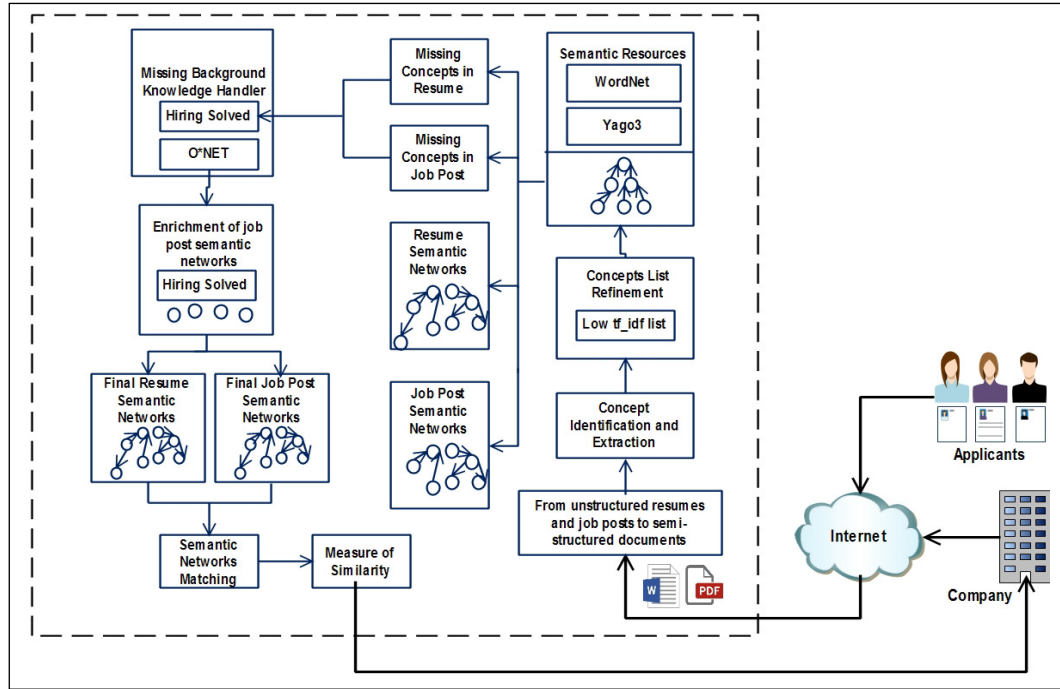 Missing Background
Knowledge Handler
Hiring Solved
O*NET
Missing
Concepts in
Resume
Missing
Concepts in
Job Post
Semantic Resources
WordNet
Yago3
Enrichment of job
post semantic
networks
Hiring Solved
Resume
Semantic
Networks
Concepts List
Refinement
Low tf_idf list
Final Resume
Semantic
Networks
Final Job Post
Semantic
Networks
Job Post
Semantic
Networks
Concept
Identification and
Extraction
From unstructured resumes
and job posts to semi-
structured documents
Semantic
Networks
Matching
Measure of
Similarity
W
PDF
Applicants
Internet
Company